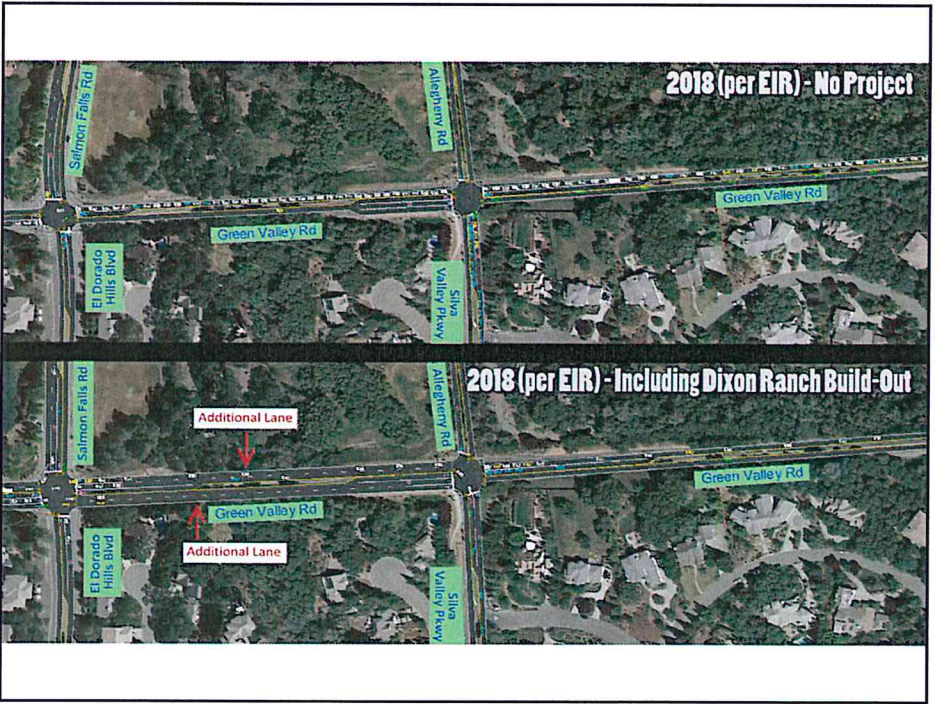 2018 (per EIR) - No Project
Salmon Falls Rd
Allegheny Rd
Green Valley Rd
Green Valley Rd
El Dorado
Hills Blvd
Silva
Valley Pkwy
2018 (per EIR) - Including Dixon Ranch Build-Out
Salmon Falls Rd
Additional Lane
Allegheny Rd
Green Valley Rd
Green Valley Rd
Additional Lane
El Dorado
Hills Blvd
Silva
Valley Pkwy